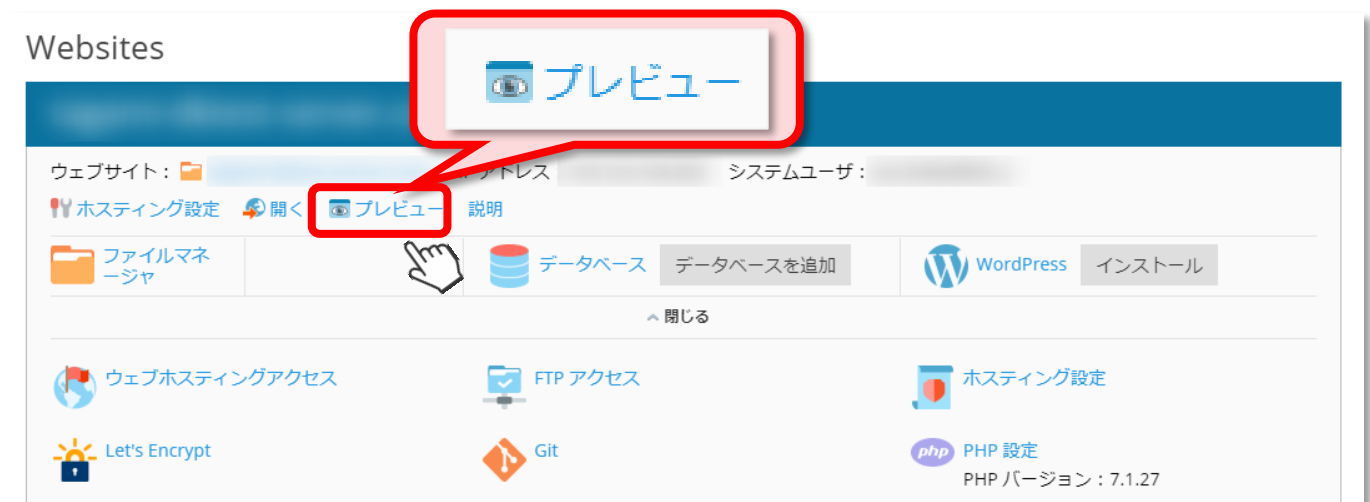 Websites
プレビュー
ウェブサイト： アドレス システムユーザ：
ホスティング設定 開く プレビュー 説明
ファイルマネ
ージャ
データベース データベースを追加
WordPress インストール
閉じる
ウェブホスティングアクセス FTP アクセス ホスティング設定
Let's Encrypt Git php PHP 設定
PHP バージョン：7.1.27